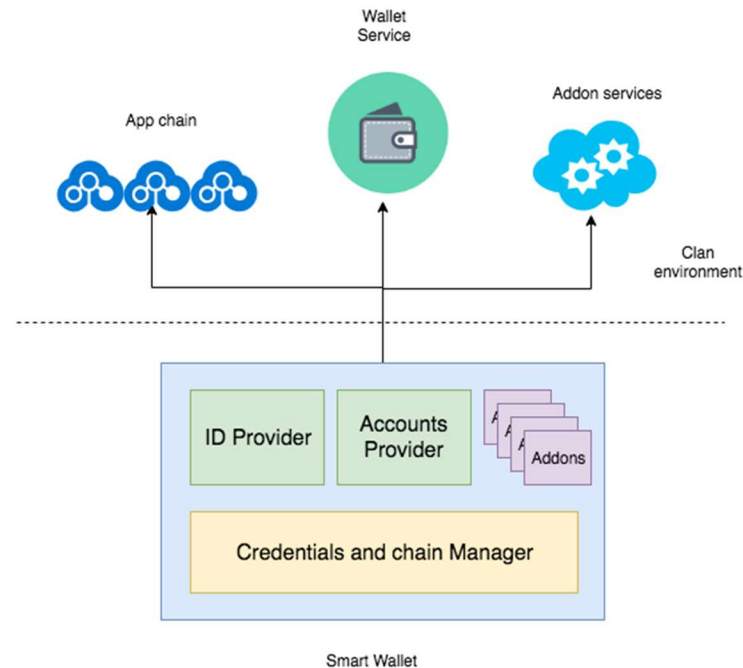 Wallet
Service
App chain
Addon services
Clan
environment
ID Provider
Accounts
Provider
A
A
A
Addons
Credentials and chain Manager
Smart Wallet